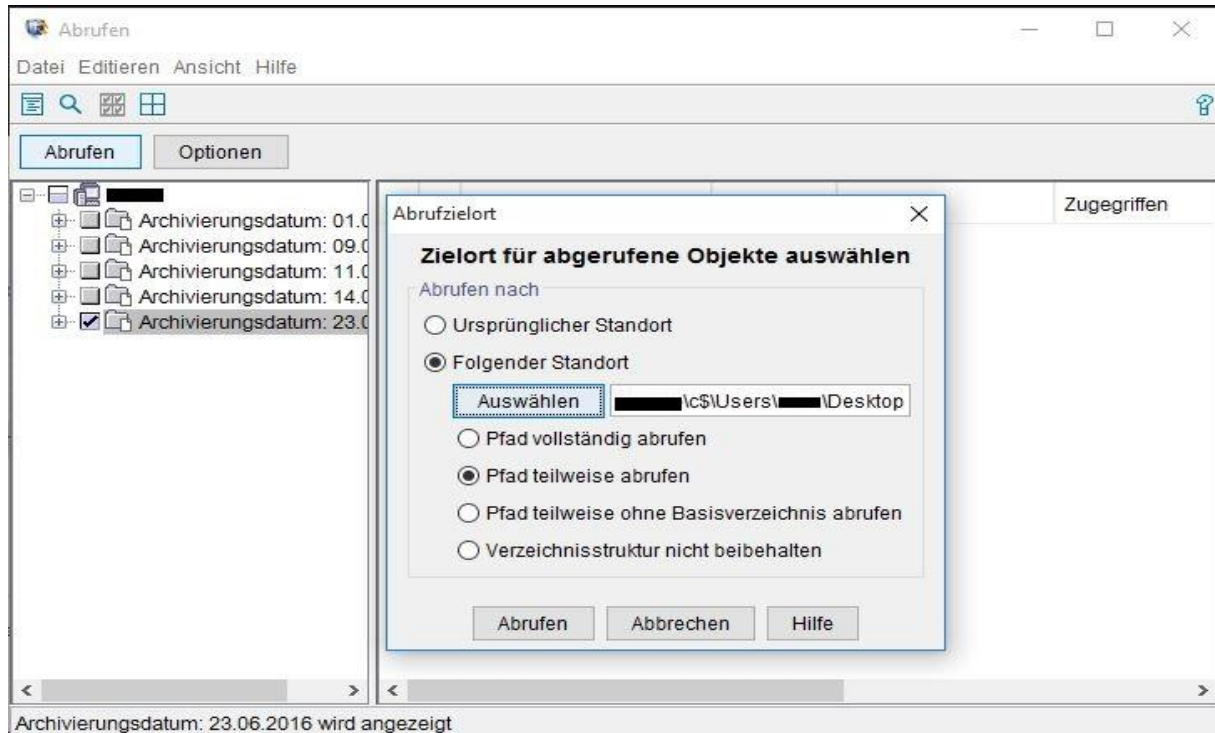 Abrufen
Datei Editieren Ansicht Hilfe
Abrufen Optionen
Archivierungsdatum: 01.0
Archivierungsdatum: 09.0
Archivierungsdatum: 11.0
Archivierungsdatum: 14.0
Archivierungsdatum: 23.0
Zugegriffen
Abrufzielort
Zielort für abgerufene Objekte auswählen
Abrufen nach
Ursprünglicher Standort
Folgender Standort
Auswählen \c$\Users\ \Desktop
Pfad vollständig abrufen
Pfad teilweise abrufen
Pfad teilweise ohne Basisverzeichnis abrufen
Verzeichnisstruktur nicht beibehalten
Abrufen Abbrechen Hilfe
Archivierungsdatum: 23.06.2016 wird angezeigt